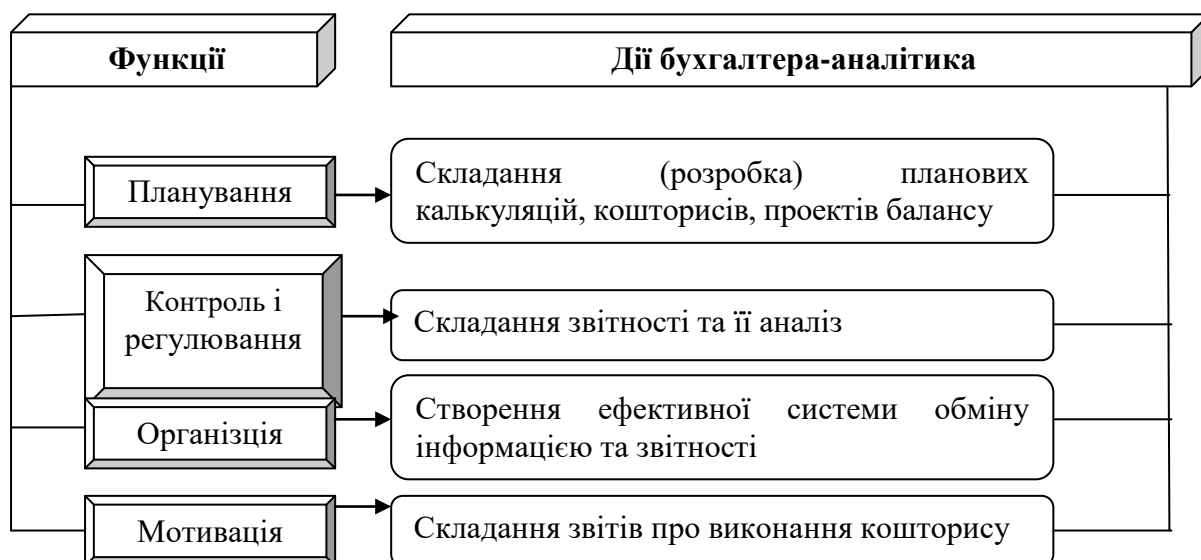 Функції
Дії бухгалтера-аналітика
Планування
Складання (розробка) планових
калькуляцій, кошторисів, проектів балансу
Контроль і
регулювання
Складання звітності та її аналіз
Організція
Створення ефективної системи обміну
інформацією та звітності
Мотивація
Складання звітів про виконання кошторису